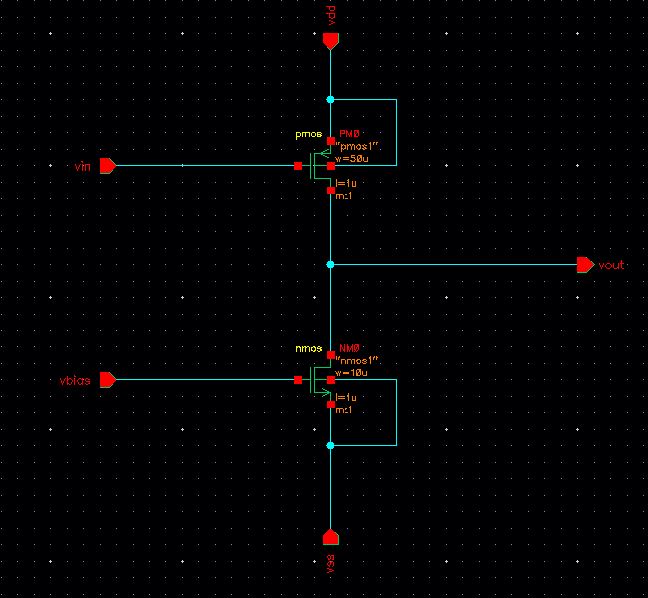 vdd
pmos PM0
"pmos1"
vin w=50u
l=1u
m:1
vout
nmos NM0
"nmos1"
vbias w=10u
l=1u
m:1
vss